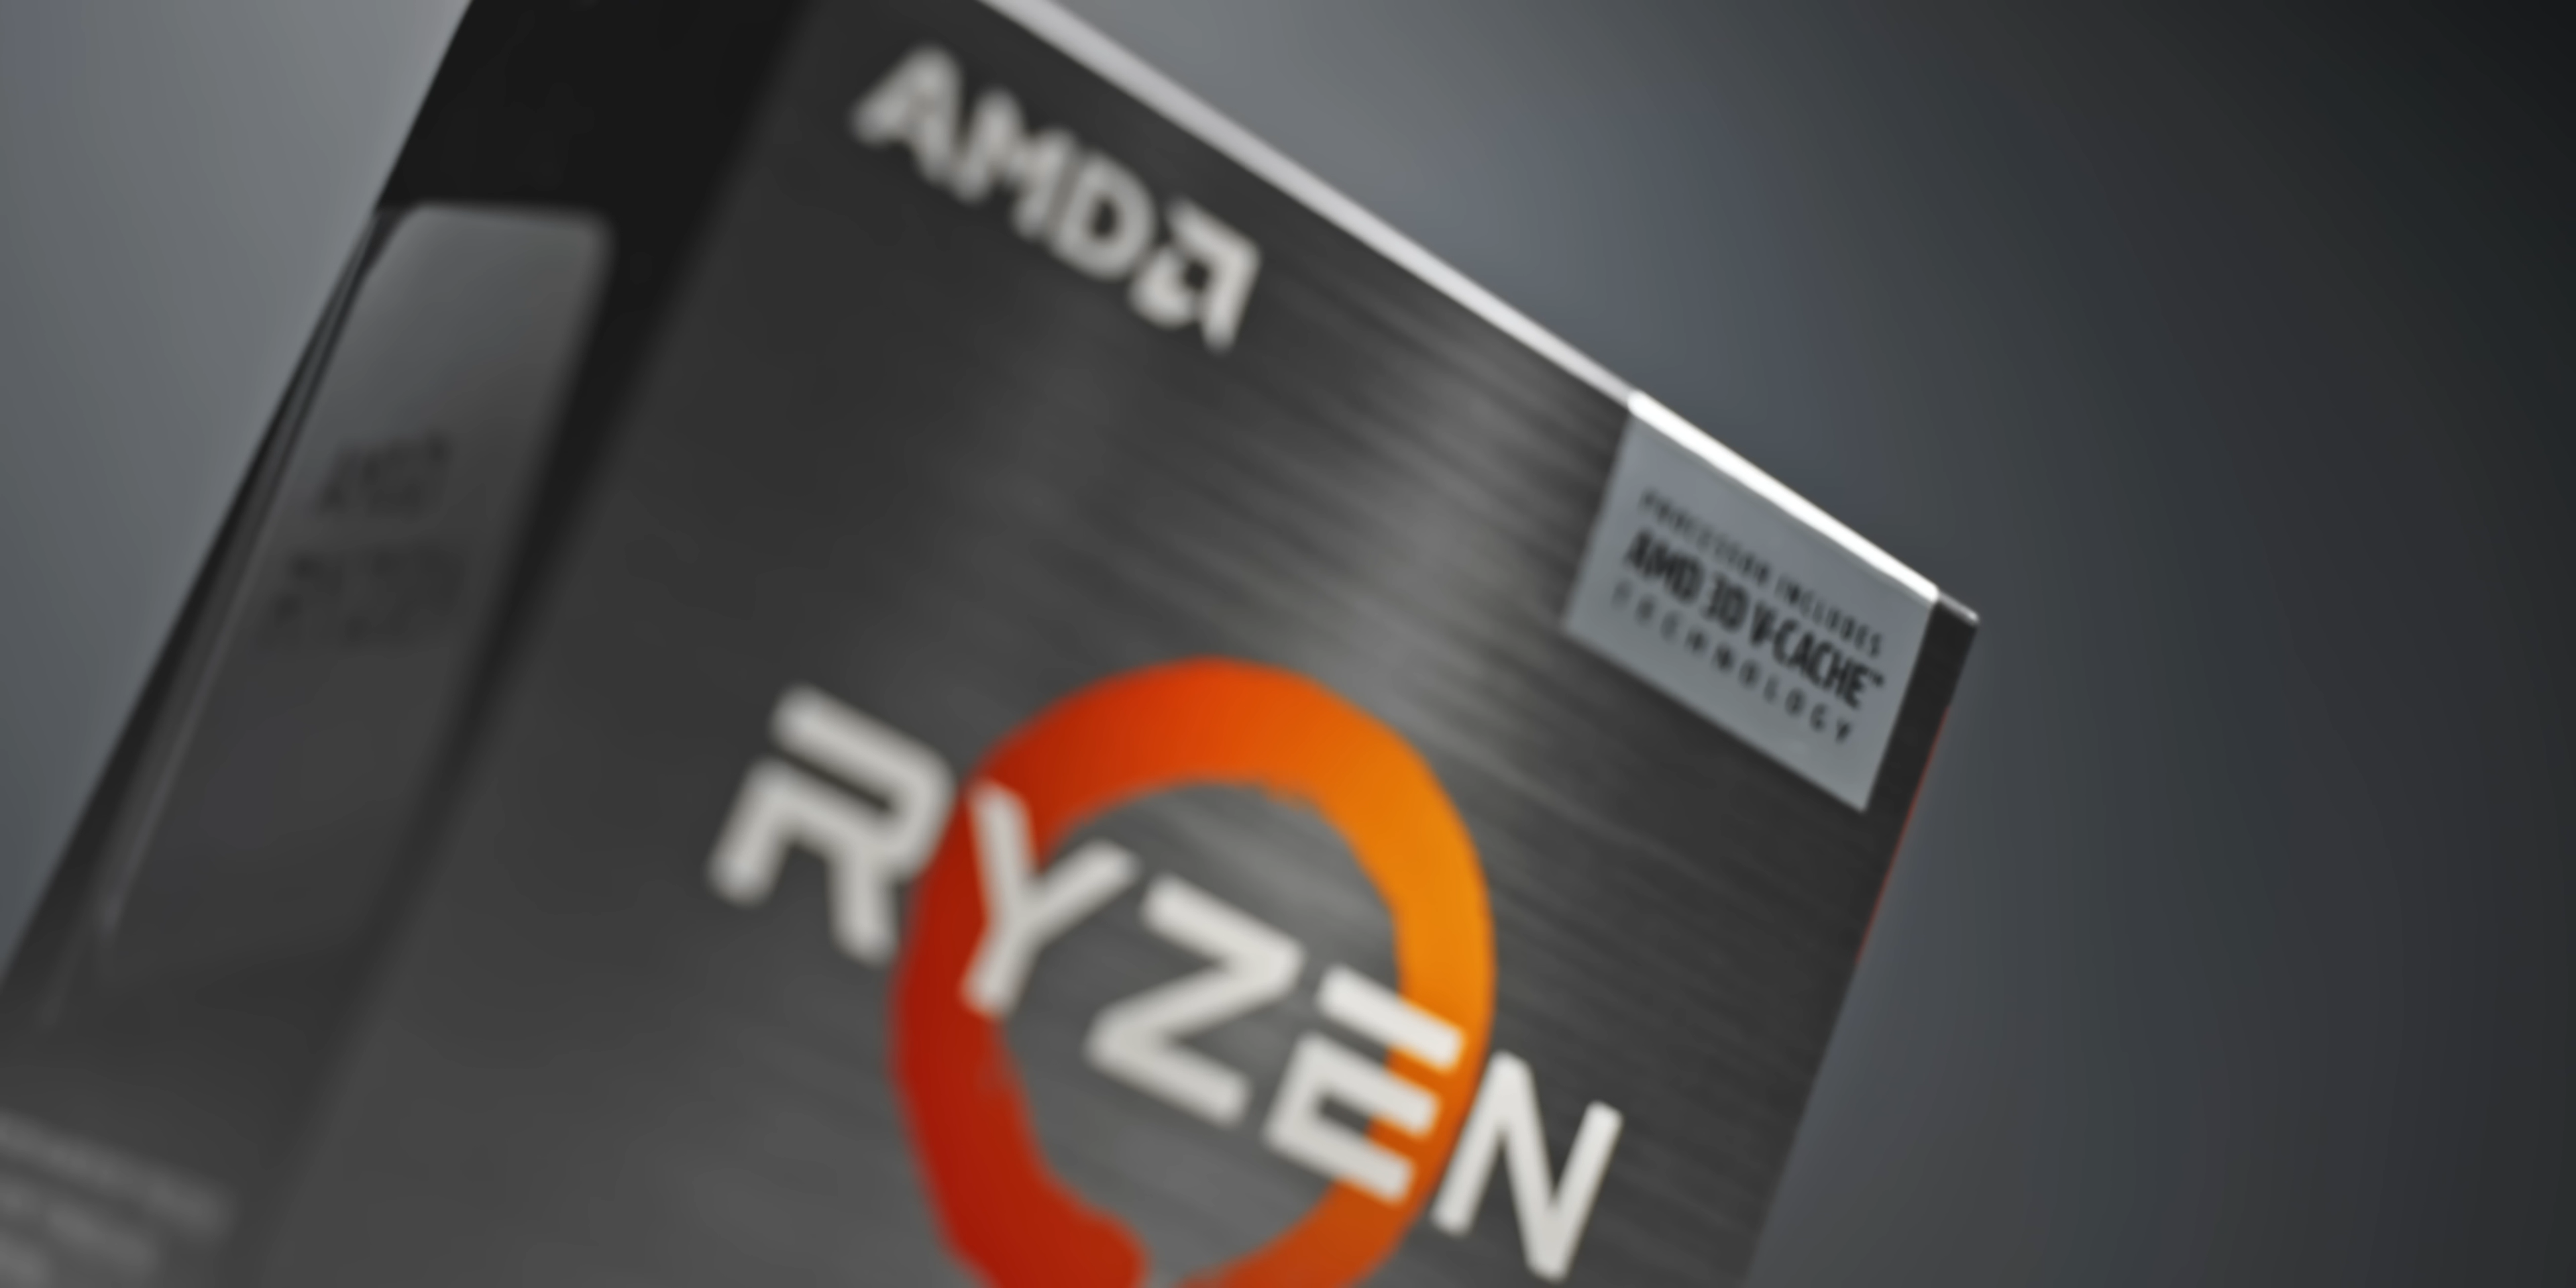 AMD
PROCESSOR INCLUDES
AMD 3D V-CACHE™
TECHNOLOGY
RYZEN